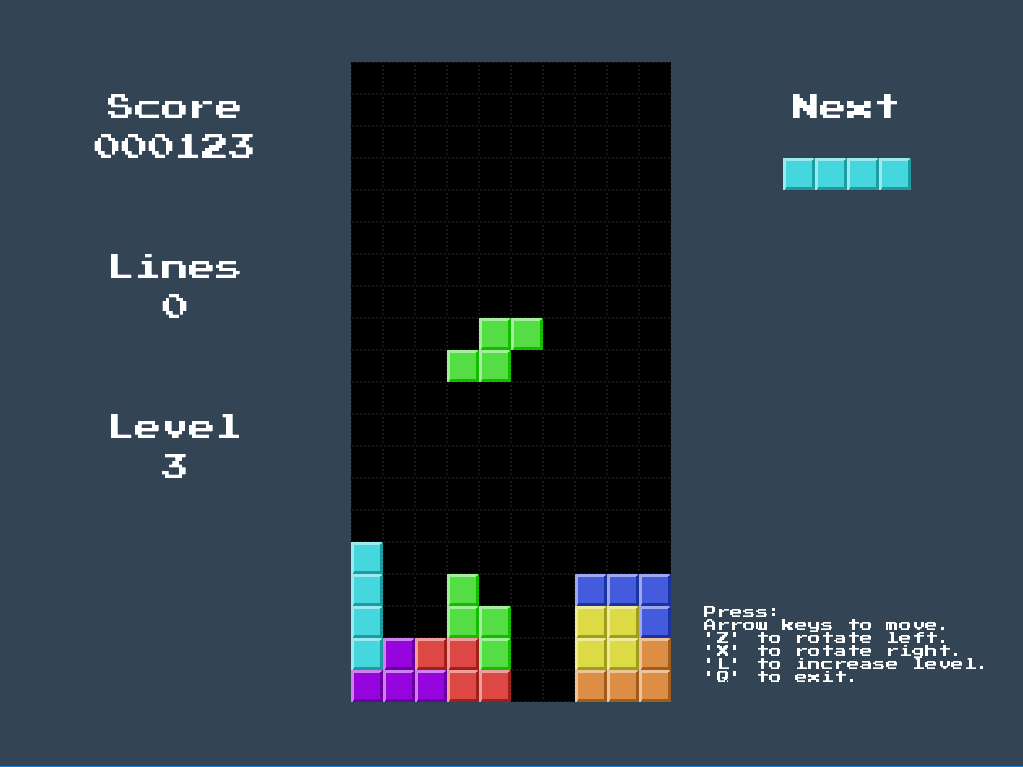 Score
000123
Lines
0
Level
3
Next
Press:
Arrow keys to move.
'Z' to rotate left.
'X' to rotate right.
'L' to increase level.
'Q' to exit.